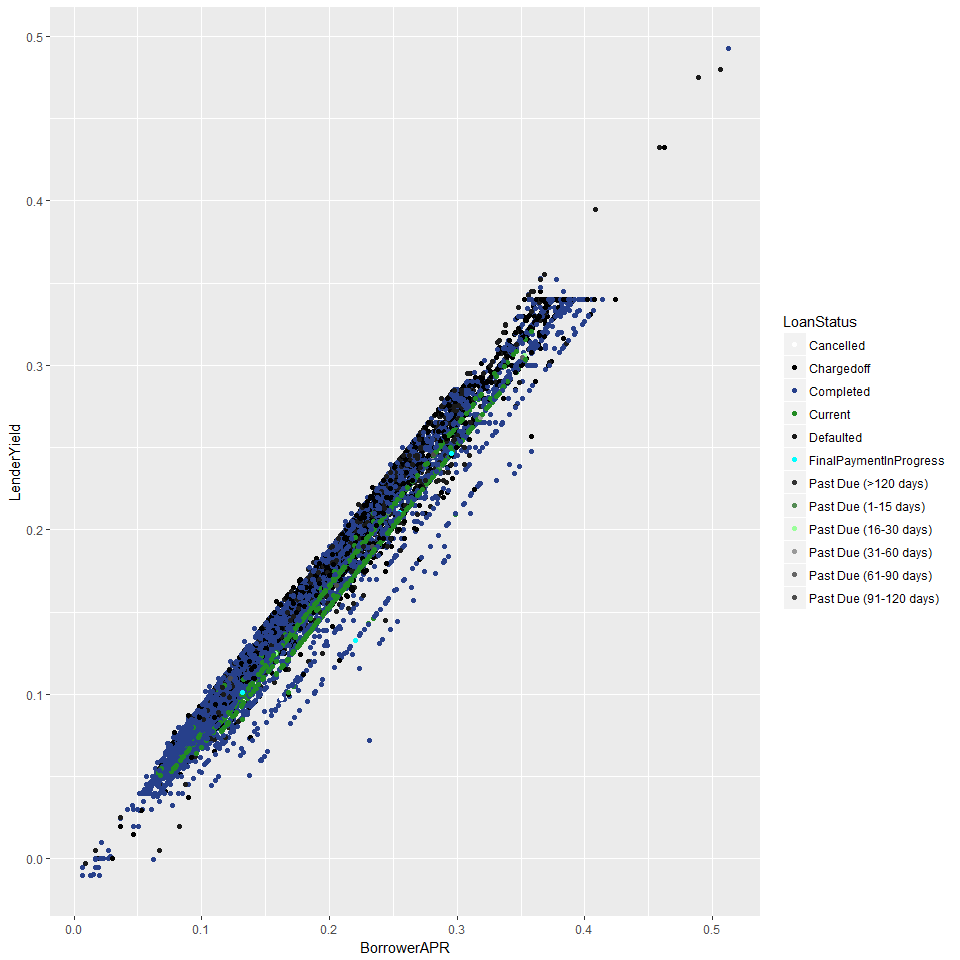 0.5
0.4
0.3
0.2
0.1
0.0
LenderYield
0.0 0.1 0.2 0.3 0.4 0.5
BorrowerAPR
LoanStatus
Cancelled
Chargedoff
Completed
Current
Defaulted
FinalPaymentInProgress
Past Due (>120 days)
Past Due (1-15 days)
Past Due (16-30 days)
Past Due (31-60 days)
Past Due (61-90 days)
Past Due (91-120 days)